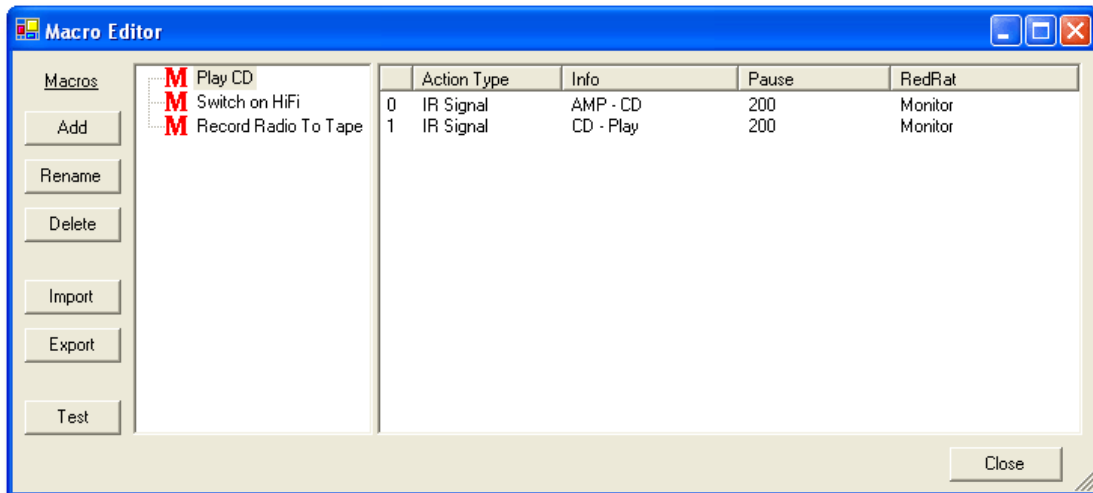 Macro Editor
Macros
Add
Rename
Delete
Import
Export
Test
M Play CD
M Switch on HiFi
M Record Radio To Tape
Action Type Info Pause RedRat
0 IR Signal AMP - CD 200 Monitor
1 IR Signal CD - Play 200 Monitor
Close